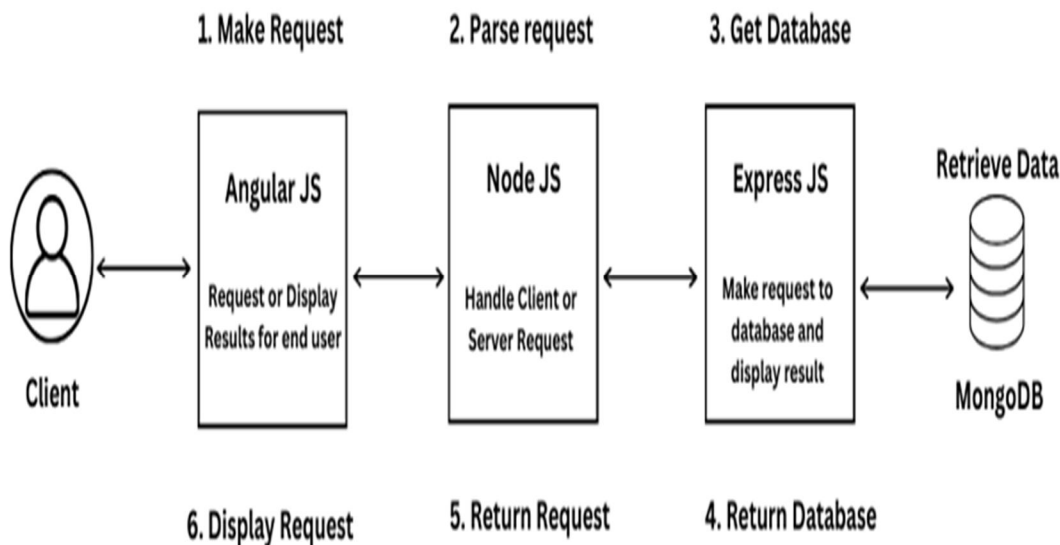 1. Make Request
2. Parse request
3. Get Database
Angular JS
Request or Display
Results for end user
Node JS
Handle Client or
Server Request
Express JS
Make request to
database and
display result
Retrieve Data
MongoDB
Client
6. Display Request
5. Return Request
4. Return Database